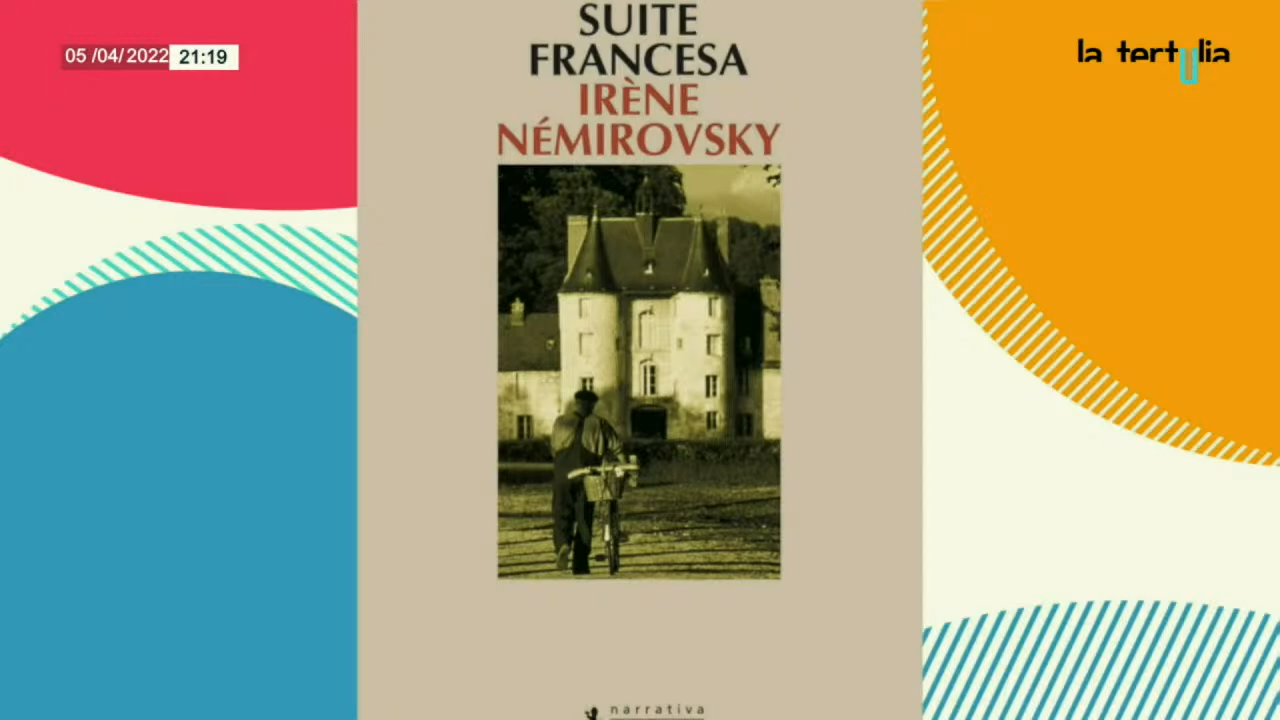 05 /04/ 2022 21:19
la tertulia
SUITE
FRANCESA
IRÈNE
NÉMIROVSKY
narrativa